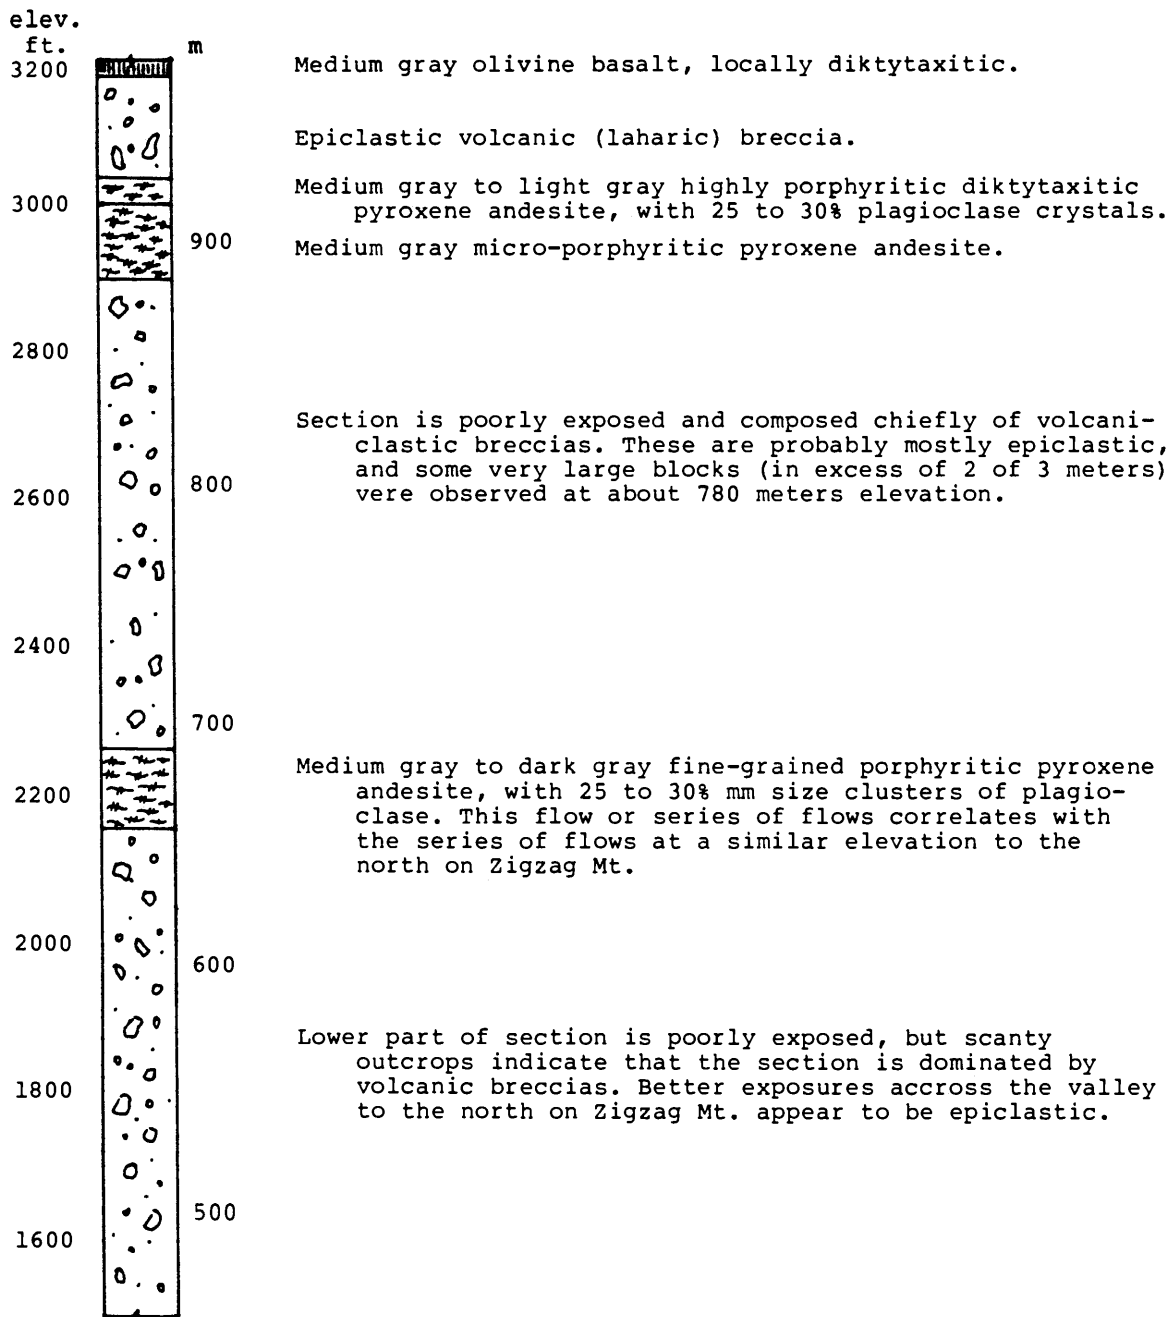 elev.
ft.
m
3200
Medium gray olivine basalt, locally diktytaxitic.
Epiclastic volcanic (laharic) breccia.
Medium gray to light gray highly porphyritic diktytaxitic
3000
pyroxene andesite, with 25 to 30% plagioclase crystals.
900
Medium gray micro-porphyritic pyroxene andesite.
2800
Section is poorly exposed and composed chiefly of volcani-
clastic breccias. These are probably mostly epiclastic,
and some very large blocks (in excess of 2 of 3 meters)
800
2600
vere observed at about 780 meters elevation.
2400
700
Medium gray to dark gray fine-grained porphyritic pyroxene
2200
andesite, with 25 to 30% mm size clusters of plagio-
clase. This flow or series of flows correlates with
the series of flows at a similar elevation to the
north on Zigzag Mt.
2000
600
Lower part of section is poorly exposed, but scanty
outcrops indicate that the section is dominated by
1800
volcanic breccias. Better exposures accross the valley
to the north on Zigzag Mt. appear to be epiclastic.
500
1600